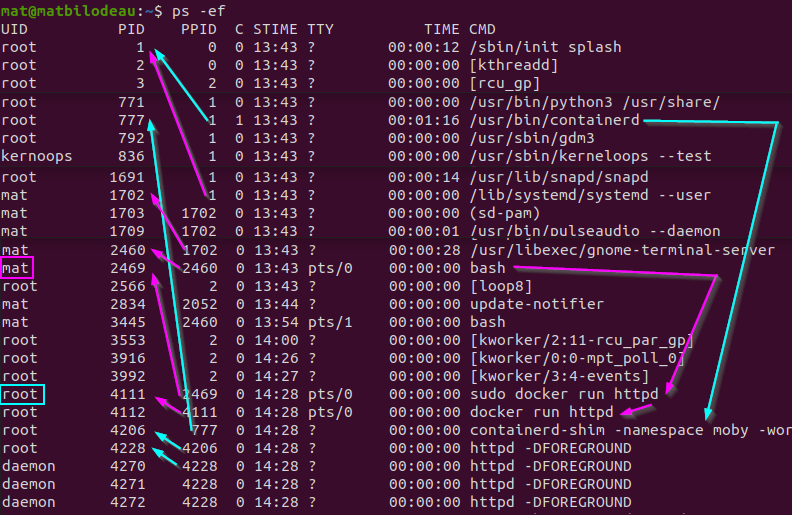 mat@matbilodeau:~$ ps -ef
UID PID PPID C STIME TTY TIME CMD
root 1 0 0 13:43 ? 00:00:12 /sbin/init splash
root 2 0 0 13:43 ? 00:00:00 [kthreadd]
root 3 2 0 13:43 ? 00:00:00 [rcu_gp]
root 771 1 0 13:43 ? 00:00:00 /usr/bin/python3 /usr/share/
root 777 1 1 13:43 ? 00:01:16 /usr/bin/containerd
root 792 1 0 13:43 ? 00:00:00 /usr/sbin/gdm3
kernoops 836 1 0 13:43 ? 00:00:00 /usr/sbin/kerneloops --test
root 1691 1 0 13:43 ? 00:00:14 /usr/lib/snapd/snapd
mat 1702 1 0 13:43 ? 00:00:00 /lib/systemd/systemd --user
mat 1703 1702 0 13:43 ? 00:00:00 (sd-pam)
mat 1709 1702 0 13:43 ? 00:00:01 /usr/bin/pulseaudio --daemon
mat 2460 1702 0 13:43 ? 00:00:28 /usr/libexec/gnome-terminal-server
mat 2469 2460 0 13:43 pts/0 00:00:00 bash
root 2566 2 0 13:43 ? 00:00:00 [loop8]
mat 2834 2052 0 13:44 ? 00:00:00 update-notifier
mat 3445 2460 0 13:54 pts/1 00:00:00 bash
root 3553 2 0 14:00 ? 00:00:00 [kworker/2:11-rcu_par_gp]
root 3916 2 0 14:26 ? 00:00:00 [kworker/0:0-mpt_poll_0]
root 3992 2 0 14:27 ? 00:00:00 [kworker/3:4-events]
root 4111 2469 0 14:28 pts/0 00:00:00 sudo docker run httpd
root 4112 4111 0 14:28 pts/0 00:00:00 docker run httpd
root 4206 777 0 14:28 ? 00:00:00 containerd-shim -namespace moby -wor
root 4228 4206 0 14:28 ? 00:00:00 httpd -DFOREGROUND
daemon 4270 4228 0 14:28 ? 00:00:00 httpd -DFOREGROUND
daemon 4271 4228 0 14:28 ? 00:00:00 httpd -DFOREGROUND
daemon 4272 4228 0 14:28 ? 00:00:00 httpd -DFOREGROUND